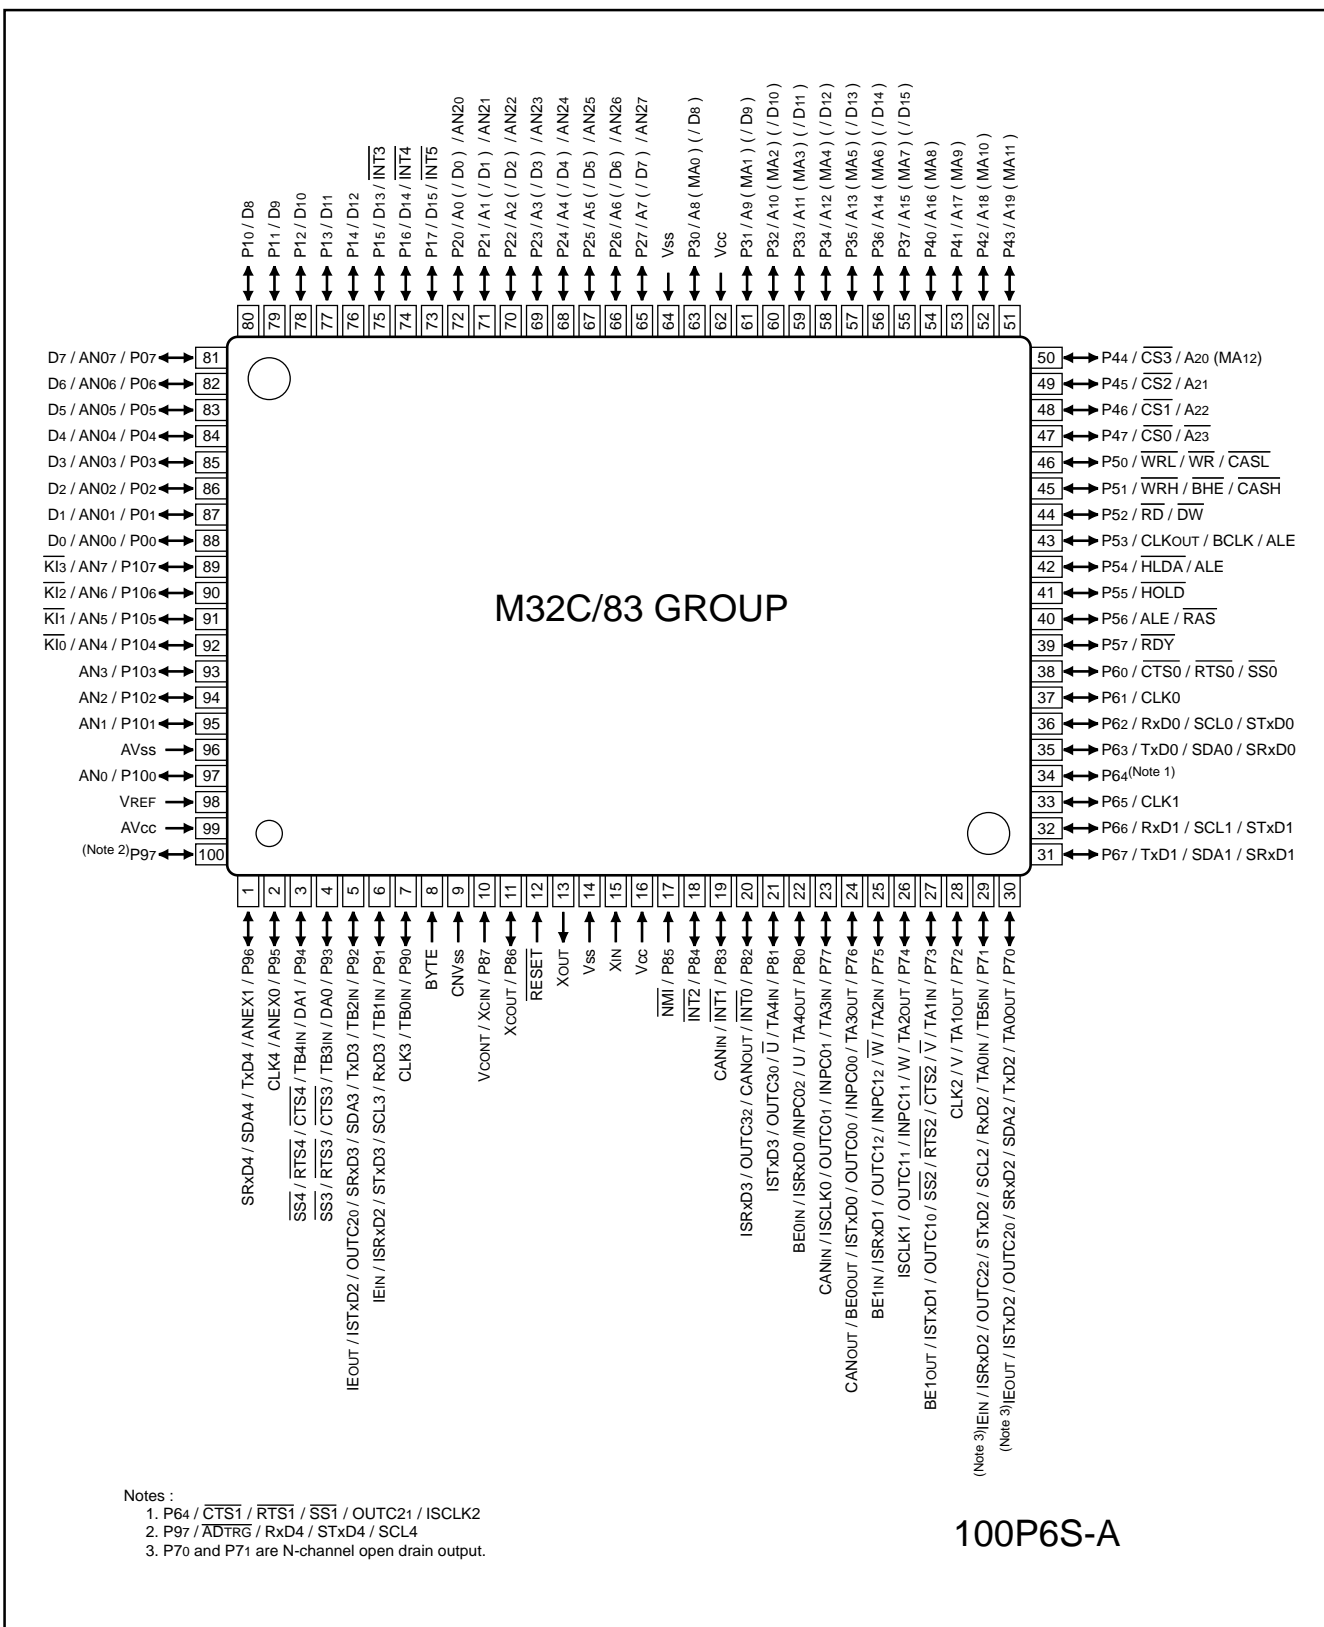 P10 / D8
P11 / D9
P12 / D10
P13 / D11
P14 / D12
P15 / D13 / INT3
P16 / D14 / INT4
P17 / D15 / INT5
P20 / A0 ( / D0 ) / AN20
P21 / A1 ( / D1 ) / AN21
P22 / A2 ( / D2 ) / AN22
P23 / A3 ( / D3 ) / AN23
P24 / A4 ( / D4 ) / AN24
P25 / A5 ( / D5 ) / AN25
P26 / A6 ( / D6 ) / AN26
P27 / A7 ( / D7 ) / AN27
Vss
P30 / A8 ( MA0 ) ( / D8 )
Vcc
P31 / A9 ( MA1 ) ( / D9 )
P32 / A10 ( MA2 ) ( / D10 )
P33 / A11 ( MA3 ) ( / D11 )
P34 / A12 ( MA4 ) ( / D12 )
P35 / A13 ( MA5 ) ( / D13 )
P36 / A14 ( MA6 ) ( / D14 )
P37 / A15 ( MA7 ) ( / D15 )
P40 / A16 ( MA8 )
P41 / A17 ( MA9 )
P42 / A18 ( MA10 )
P43 / A19 ( MA11 )
80 79 78 77 76 75 74 73 72 71 70 69 68 67 66 65 64 63 62 61 60 59 58 57 56 55 54 53 52 51
D7 / AN07 / P07 81
D6 / AN06 / P06 82
D5 / AN05 / P05 83
D4 / AN04 / P04 84
D3 / AN03 / P03 85
D2 / AN02 / P02 86
D1 / AN01 / P01 87
D0 / AN00 / P00 88
KI3 / AN7 / P107 89
KI2 / AN6 / P106 90
KI1 / AN5 / P105 91
KI0 / AN4 / P104 92
AN3 / P103 93
AN2 / P102 94
AN1 / P101 95
AVss 96
AN0 / P100 97
VREF 98
AVcc 99
(Note 2)P97 100
M32C/83 GROUP
50 P44 / CS3 / A20 (MA12)
49 P45 / CS2 / A21
48 P46 / CS1 / A22
47 P47 / CS0 / A23
46 P50 / WRL / WR / CASL
45 P51 / WRH / BHE / CASH
44 P52 / RD / DW
43 P53 / CLKOUT / BCLK / ALE
42 P54 / HLDA / ALE
41 P55 / HOLD
40 P56 / ALE / RAS
39 P57 / RDY
38 P60 / CTS0 / RTS0 / SS0
37 P61 / CLK0
36 P62 / RxD0 / SCL0 / STxD0
35 P63 / TxD0 / SDA0 / SRxD0
34 P64(Note 1)
33 P65 / CLK1
32 P66 / RxD1 / SCL1 / STxD1
31 P67 / TxD1 / SDA1 / SRxD1
1 2 3 4 5 6 7 8 9 10 11 12 13 14 15 16 17 18 19 20 21 22 23 24 25 26 27 28 29 30
SRxD4 / SDA4 / TxD4 / ANEX1 / P96
CLK4 / ANEX0 / P95
SS4 / RTS4 / CTS4 / TB4IN / DA1 / P94
SS3 / RTS3 / CTS3 / TB3IN / DA0 / P93
IEOUT / ISTxD2 / OUTC20 / SRxD3 / SDA3 / TxD3 / TB2IN / P92
IEIN / ISRxD2 / STxD3 / SCL3 / RxD3 / TB1IN / P91
CLK3 / TB0IN / P90
BYTE
CNVss
VCONT / XCIN / P87
XCOUT / P86
RESET
XOUT
Vss
XIN
Vcc
NMI / P85
INT2 / P84
CANIN / INT1 / P83
ISRxD3 / OUTC32 / CANOUT / INT0 / P82
ISTxD3 / OUTC30 / U / TA4IN / P81
BE0IN / ISRxD0 /INPC02 / U / TA4OUT / P80
CANIN / ISCLK0 / OUTC01 / INPC01 / TA3IN / P77
CANOUT / BE0OUT / ISTxD0 / OUTC00 / INPC00 / TA3OUT / P76
BE1IN / ISRxD1 / OUTC12 / INPC12 / W / TA2IN / P75
ISCLK1 / OUTC11 / INPC11 / W / TA2OUT / P74
BE1OUT / ISTxD1 / OUTC10 / SS2 / RTS2 / CTS2 / V / TA1IN / P73
CLK2 / V / TA1OUT / P72
(Note 3)IEIN / ISRxD2 / OUTC22 / STxD2 / SCL2 / RxD2 / TA0IN / TB5IN / P71
(Note 3)IEOUT / ISTxD2 / OUTC20 / SRxD2 / SDA2 / TxD2 / TA0OUT / P70
Notes :
1. P64 / CTS1 / RTS1 / SS1 / OUTC21 / ISCLK2
2. P97 / ADTRG / RxD4 / STxD4 / SCL4
3. P70 and P71 are N-channel open drain output.
100P6S-A